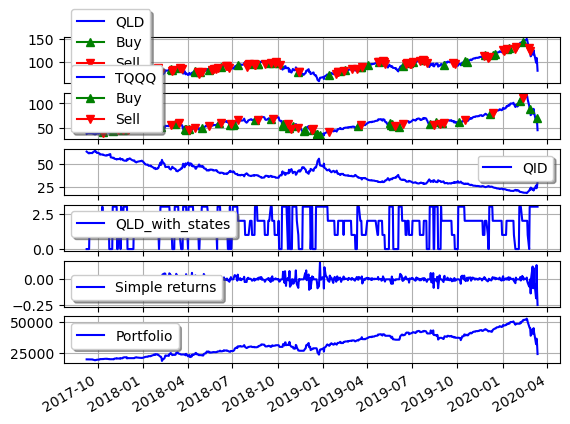 QLD
Buy
Sell
150
100
TQQQ
Buy
Sell
100
50
QID
50
25
QLD_with_states
2.5
0.0
Simple returns
0.00
−0.25
Portfolio
50000
25000
2017-10
2018-01
2018-04
2018-07
2018-10
2019-01
2019-04
2019-07
2019-10
2020-01
2020-04